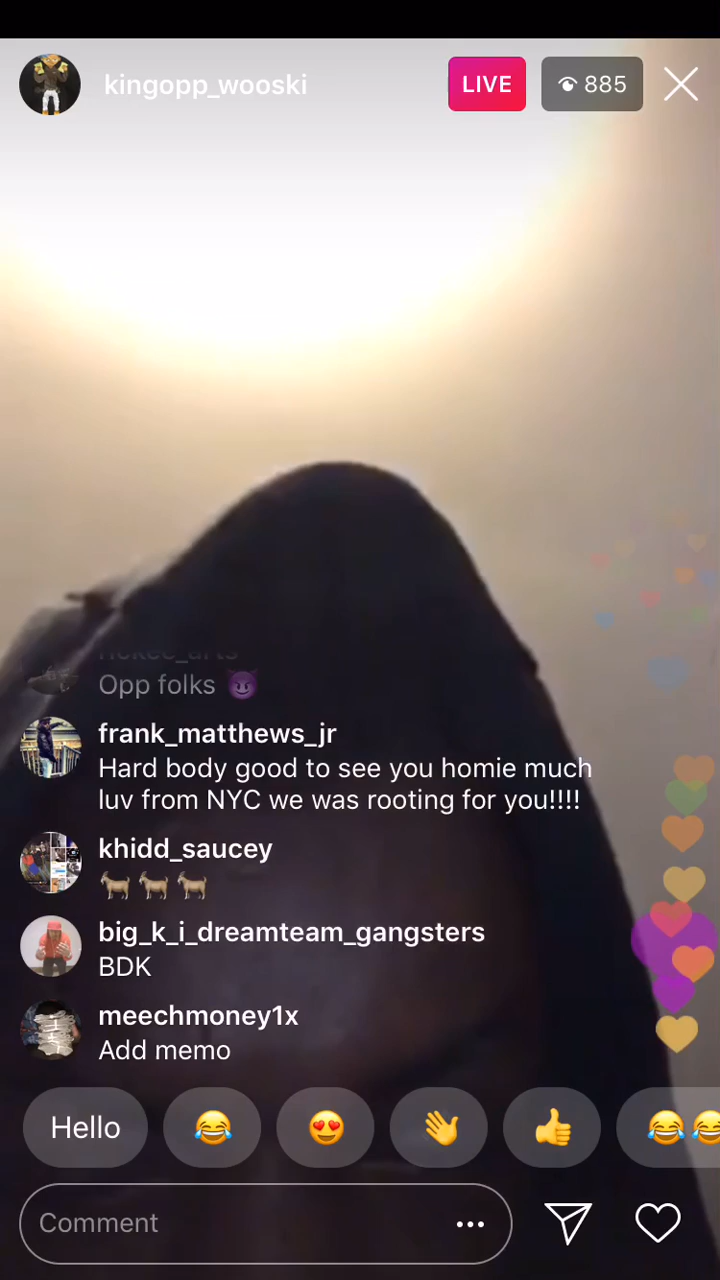 kingopp_wooski
LIVE
885
Opp folks 😈
frank_matthews_jr
Hard body good to see you homie much
luv from NYC we was rooting for you!!!!
khidd_saucey
🐐 🐐 🐐
big_k_i_dreamteam_gangsters
BDK
meechmoney1x
Add memo
Hello 😂 😍 👋 👍 😂😂
Comment